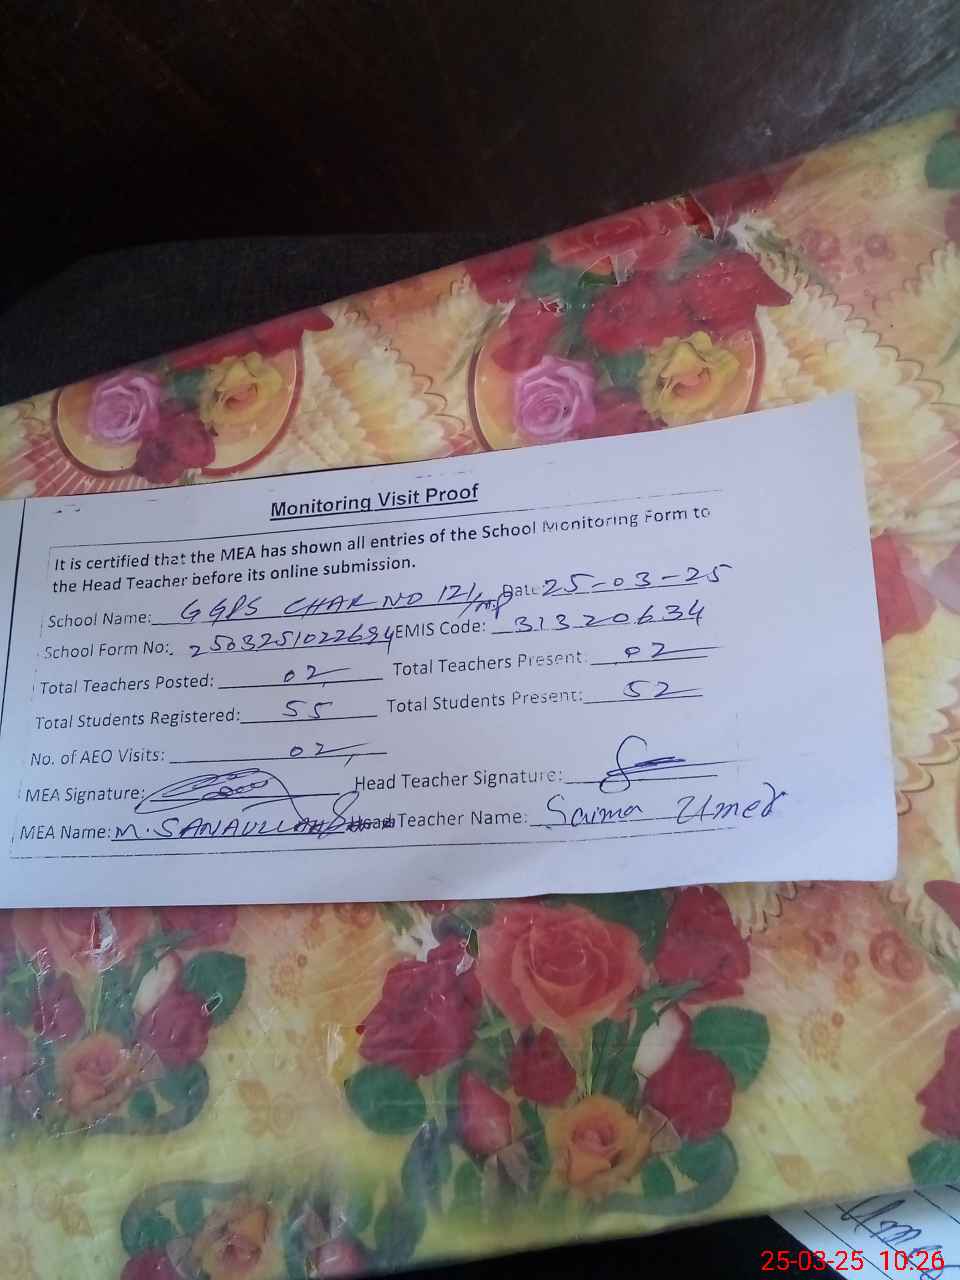 Monitoring Visit Proof
It is certified that the MEA has shown all entries of the School Monitoring Form to
the Head Teacher before its online submission.
School Name: GGPS CHAK NO 12/MP Date 25-03-25
School Form No: 2503251022694 EMIS Code: 31320634
Total Teachers Posted: 02 Total Teachers Present: 02
Total Students Registered: 55 Total Students Present: 52
No. of AEO Visits: 02
MEA Signature: Head Teacher Signature:
MEA Name: M. SANAULLAH Head Teacher Name: Saima Umed
25-03-25 10:26